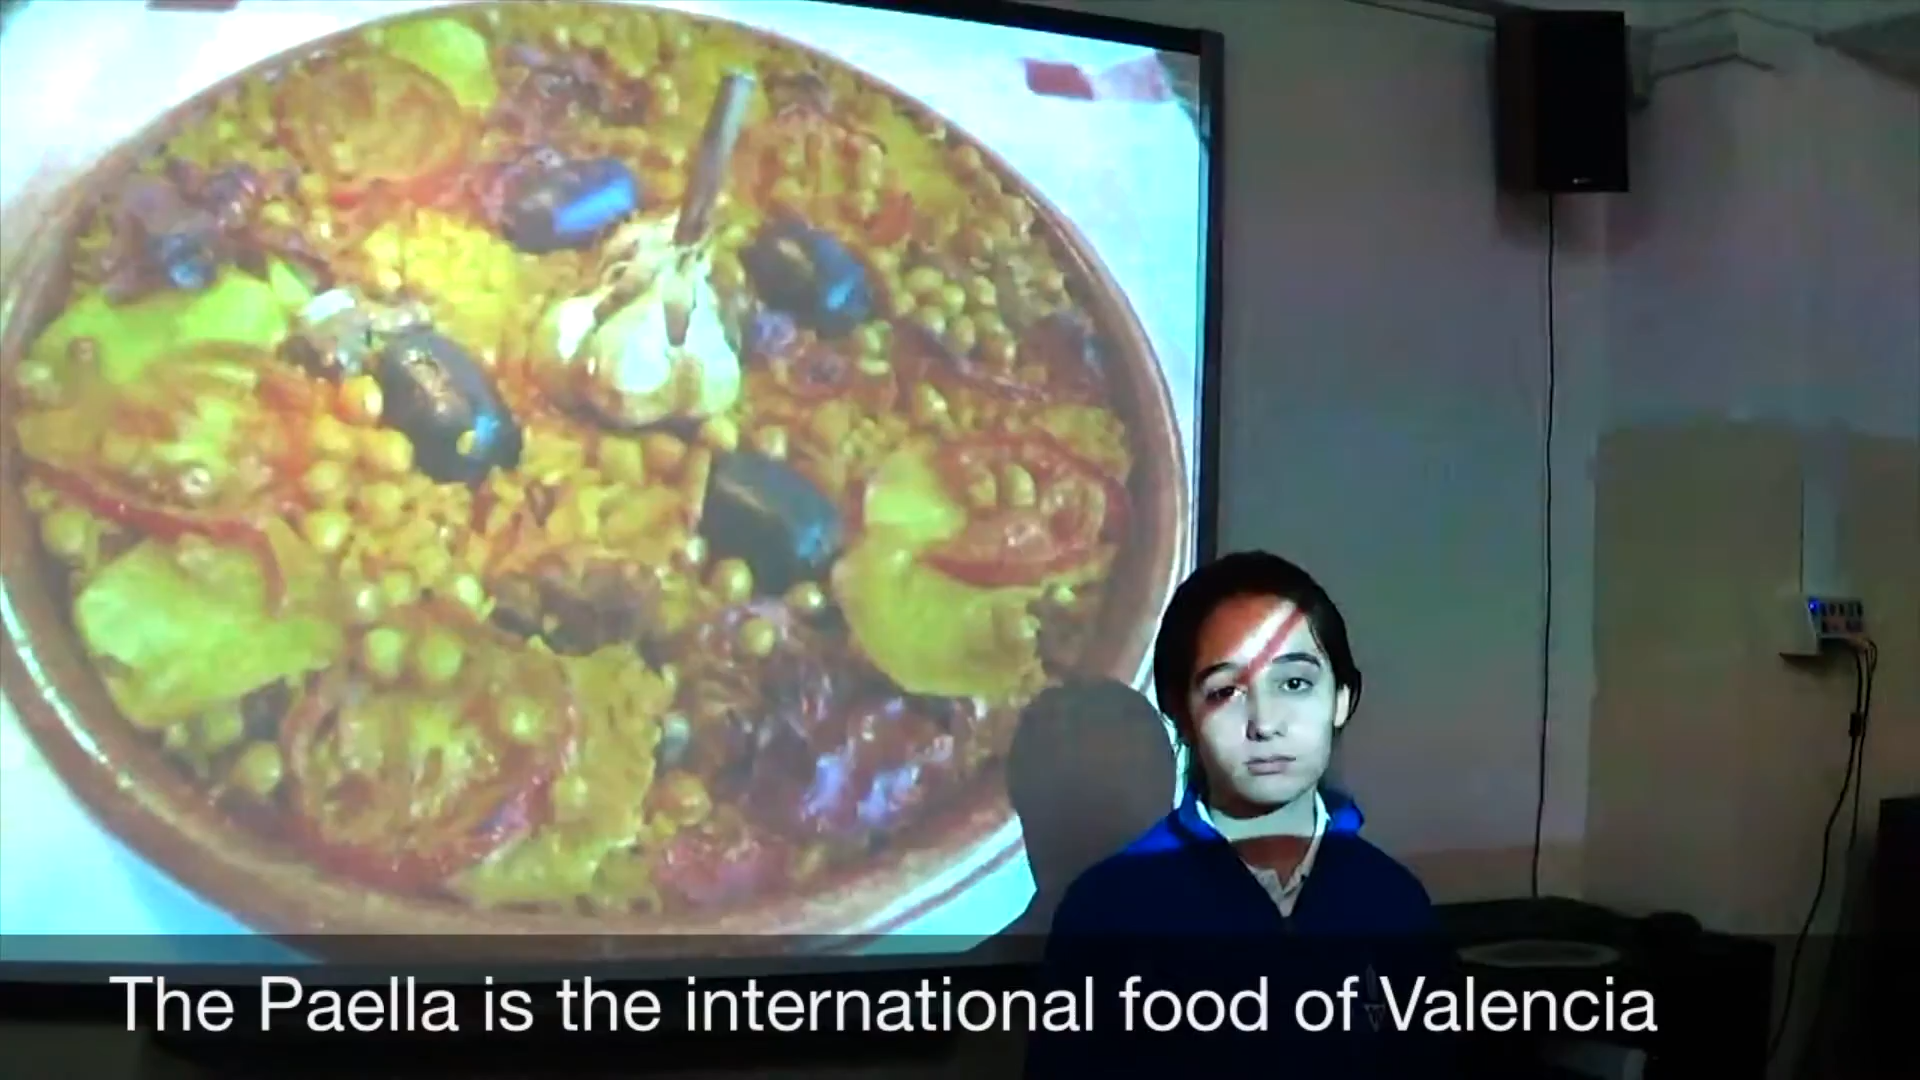 The Paella is the international food of Valencia